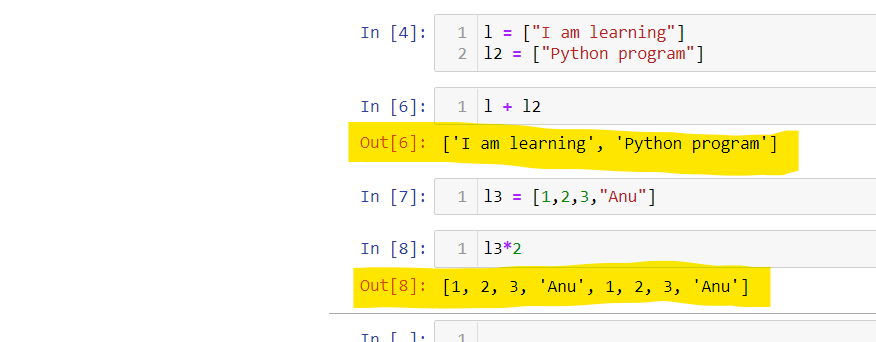 In [4]: 1 l = ["I am learning"]
2 l2 = ["Python program"]
In [6]: 1 l + l2
Out[6]: ['I am learning', 'Python program']
In [7]: 1 l3 = [1,2,3,"Anu"]
In [8]: 1 l3*2
Out[8]: [1, 2, 3, 'Anu', 1, 2, 3, 'Anu']
In [ ]: 1